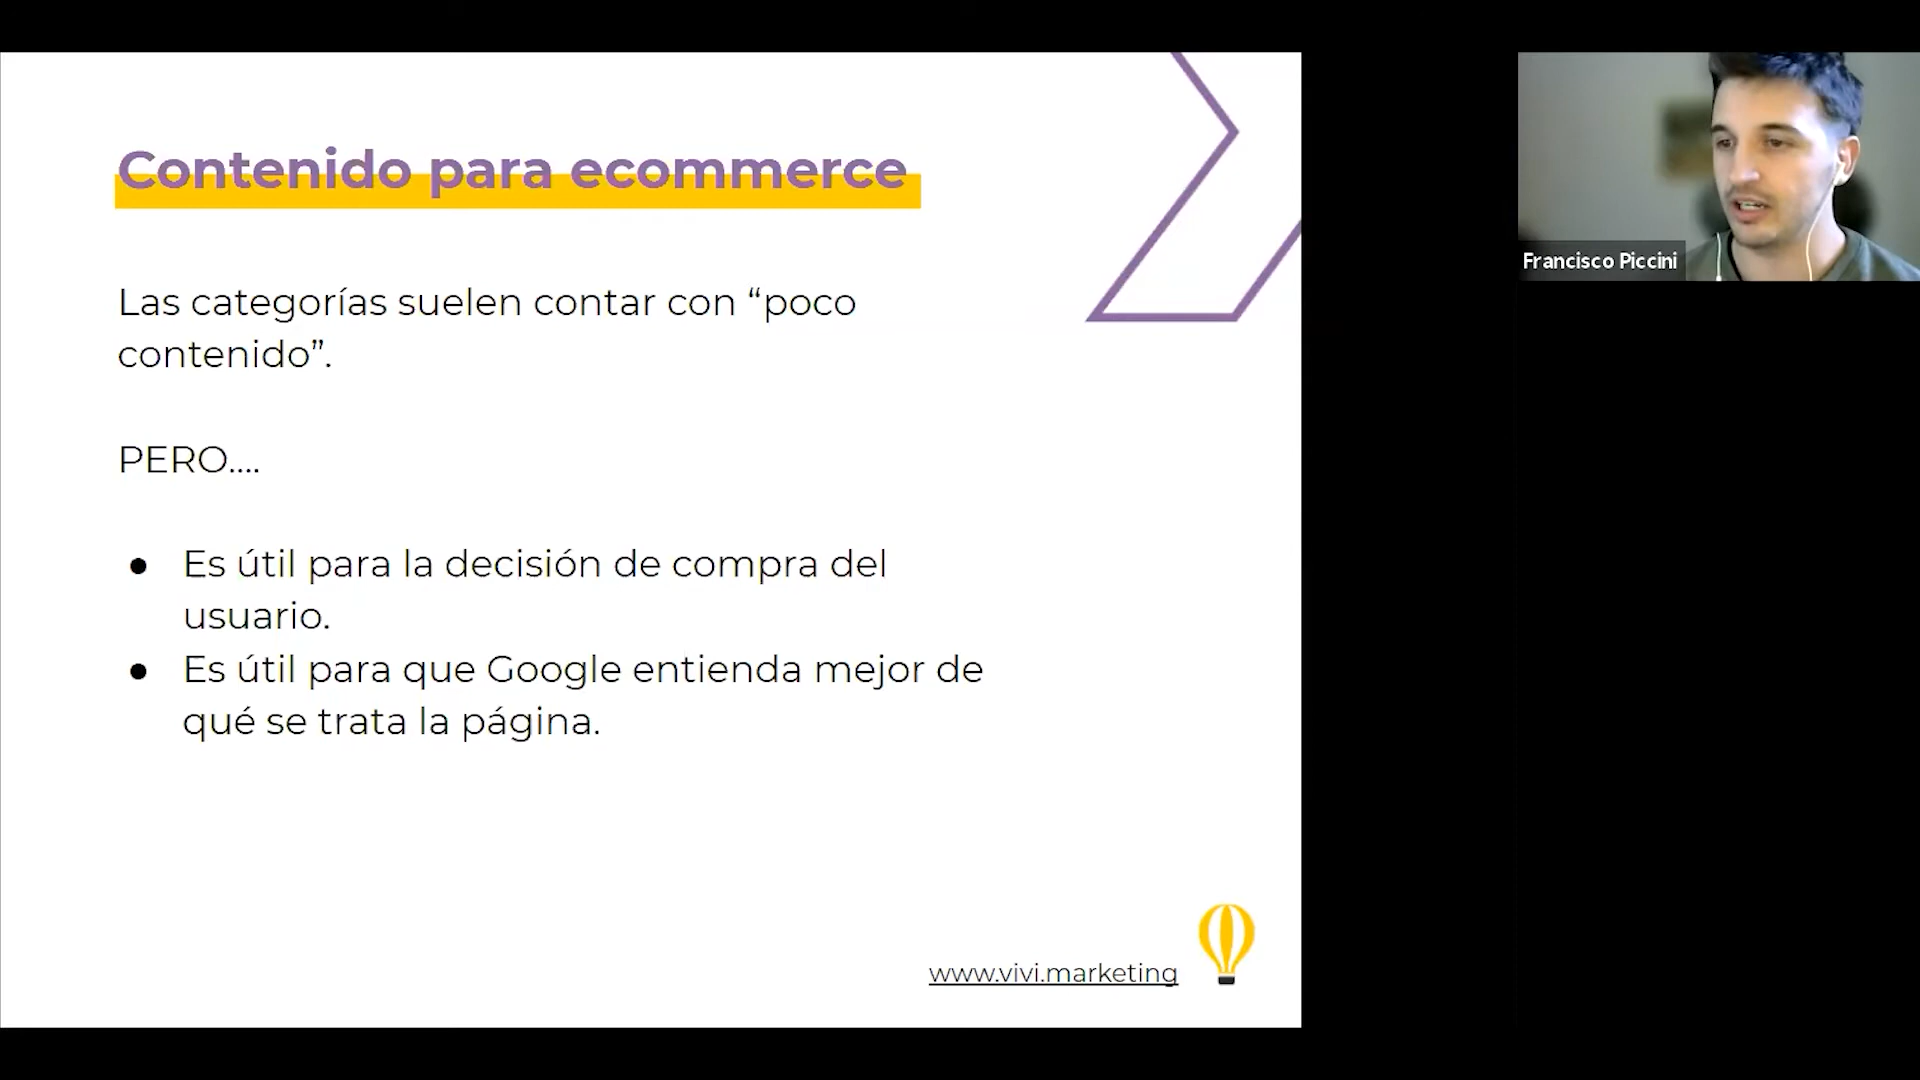 Contenido para ecommerce
Las categorías suelen contar con “poco
contenido”.
PERO....
● Es útil para la decisión de compra del
usuario.
● Es útil para que Google entienda mejor de
qué se trata la página.
www.vivi.marketing
Francisco Piccini